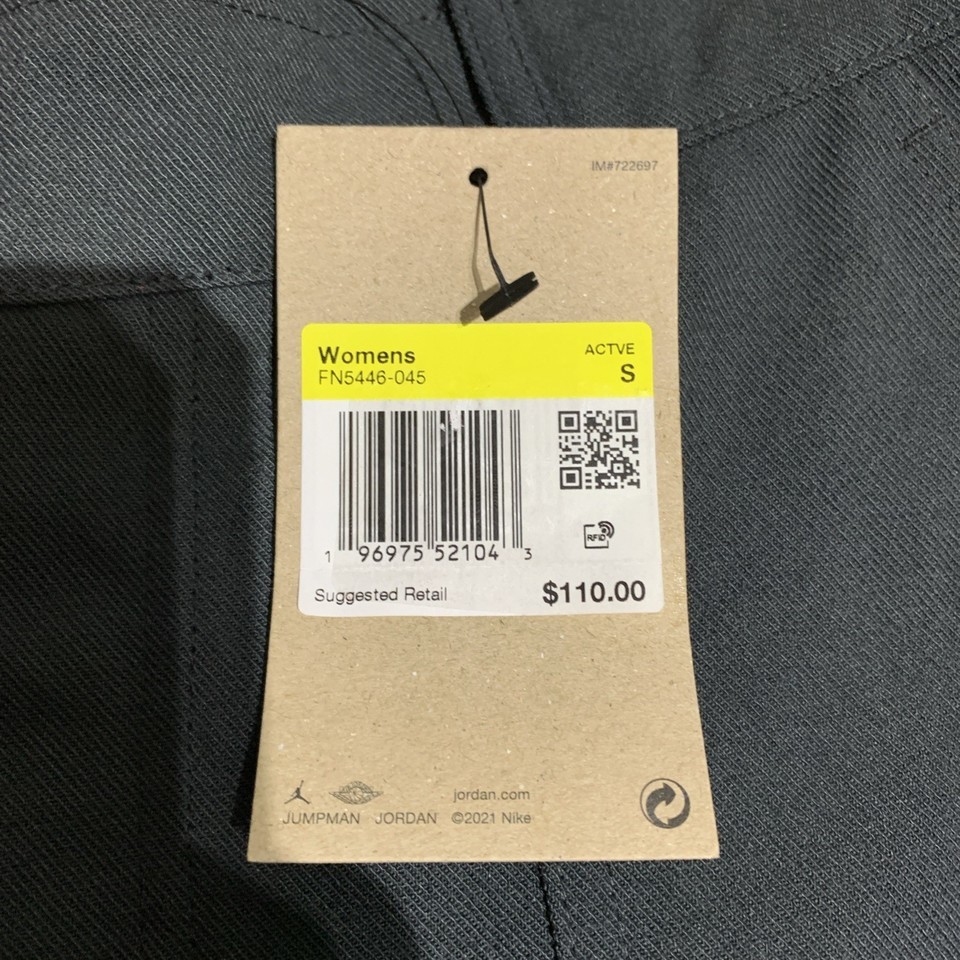 IM#722697
Womens
ACTVE
FN5446-045
S
RFID
1 96975 52104 3
Suggested Retail
$110.00
jordan.com
JUMPMAN JORDAN ©2021 Nike